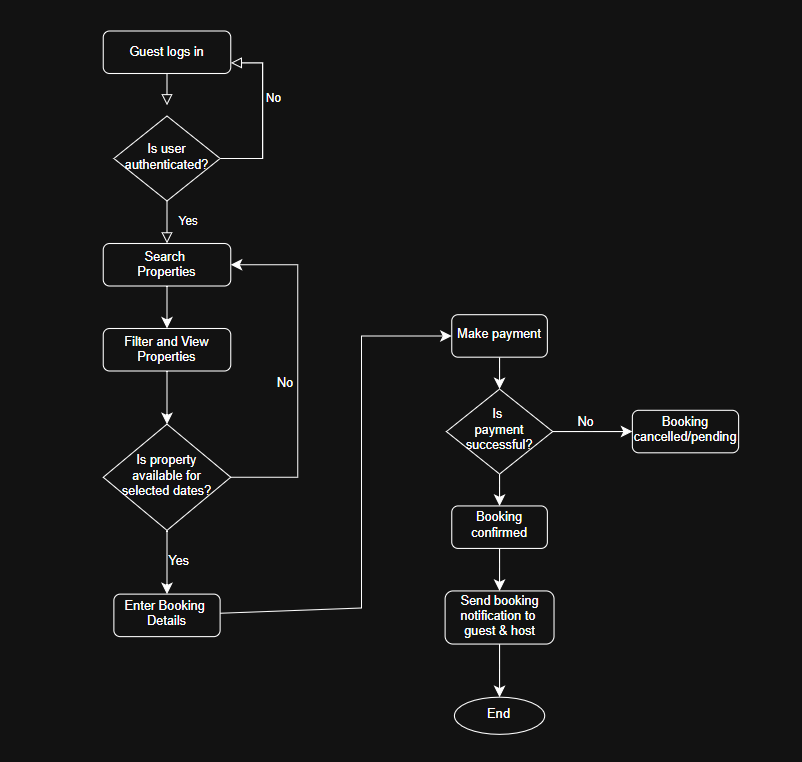 Guest logs in
No
Is user
authenticated?
Yes
Search
Properties
Filter and View
Properties
No
Is property
available for
selected dates?
Yes
Enter Booking
Details
Make payment
Is
payment
successful?
No
Booking
cancelled/pending
Booking
confirmed
Send booking
notification to
guest & host
End